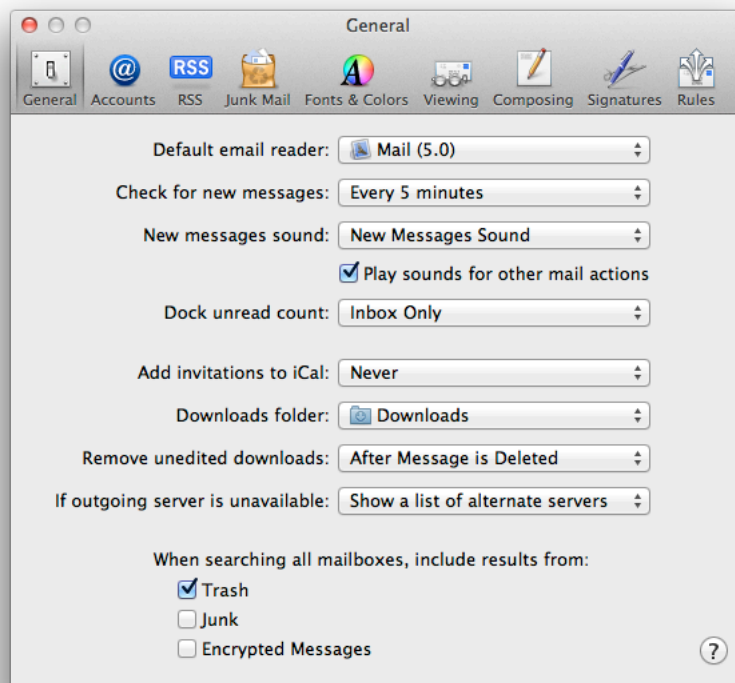 General
General Accounts RSS Junk Mail Fonts & Colors Viewing Composing Signatures Rules
RSS
Default email reader: Mail (5.0)
Check for new messages: Every 5 minutes
New messages sound: New Messages Sound
Play sounds for other mail actions
Dock unread count: Inbox Only
Add invitations to iCal: Never
Downloads folder: Downloads
Remove unedited downloads: After Message is Deleted
If outgoing server is unavailable: Show a list of alternate servers
When searching all mailboxes, include results from:
Trash
Junk
Encrypted Messages
?